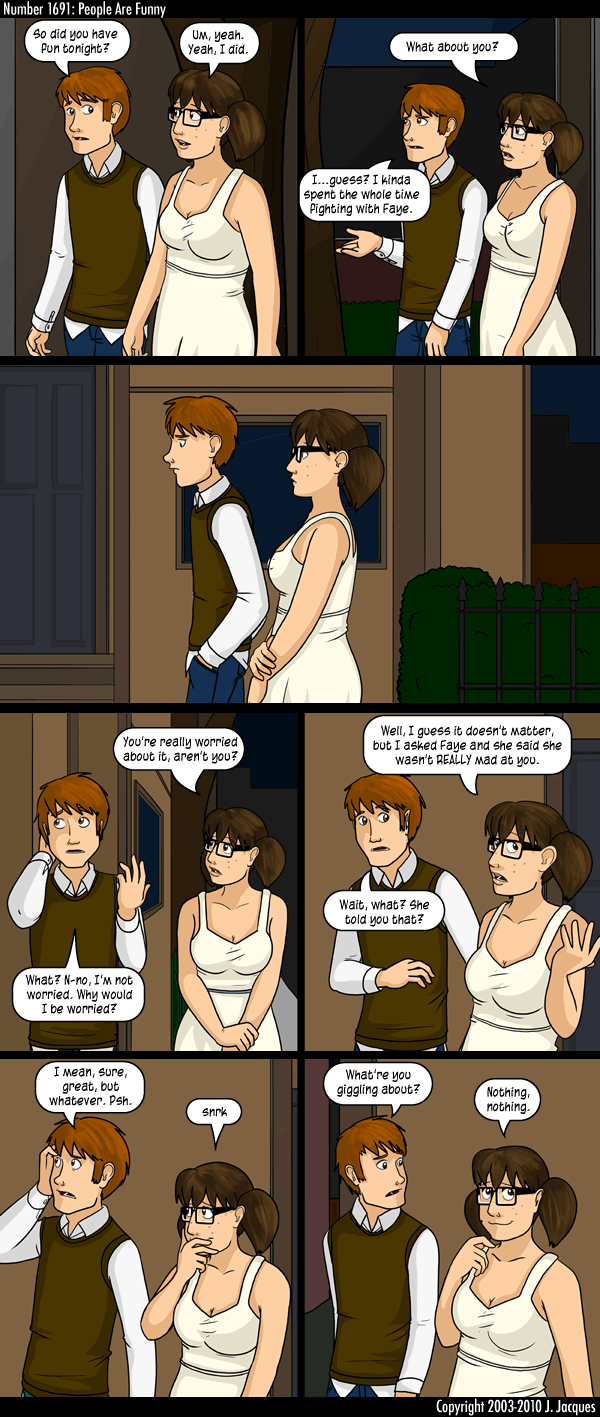 Number 1691: People Are Funny
So did you have
fun tonight?
Um, yeah.
Yeah, I did.
What about you?
I...guess? I kinda
spent the whole time
fighting with Faye.
You're really worried
about it, aren't you?
What? N-no, I'm not
worried. Why would
I be worried?
Well, I guess it doesn't matter,
but I asked Faye and she said she
wasn't REALLY mad at you.
Wait, what? She
told you that?
I mean, sure,
great, but
whatever. Psh.
snrk
What're you
giggling about?
Nothing,
nothing.
Copyright 2003-2010 J. Jacques